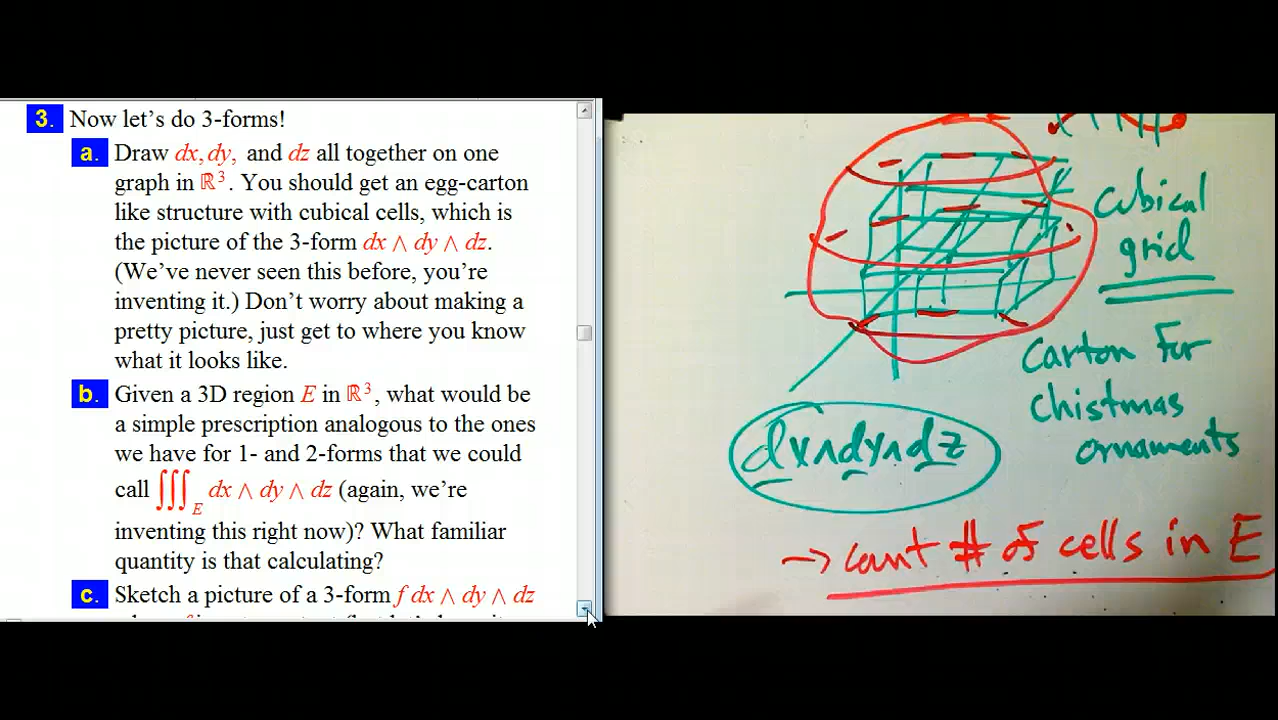 3. Now let's do 3-forms!
a. Draw dx, dy, and dz all together on one
graph in ℝ³. You should get an egg-carton
like structure with cubical cells, which is
the picture of the 3-form dx ∧ dy ∧ dz.
(We've never seen this before, you're
inventing it.) Don't worry about making a
pretty picture, just get to where you know
what it looks like.
b. Given a 3D region E in ℝ³, what would be
a simple prescription analogous to the ones
we have for 1- and 2-forms that we could
call ∭_E dx ∧ dy ∧ dz (again, we're
inventing this right now)? What familiar
quantity is that calculating?
c. Sketch a picture of a 3-form f dx ∧ dy ∧ dz
cubical
grid
Carton for
Chistmas
ornaments
dx∧dy∧dz
→ count # of cells in E